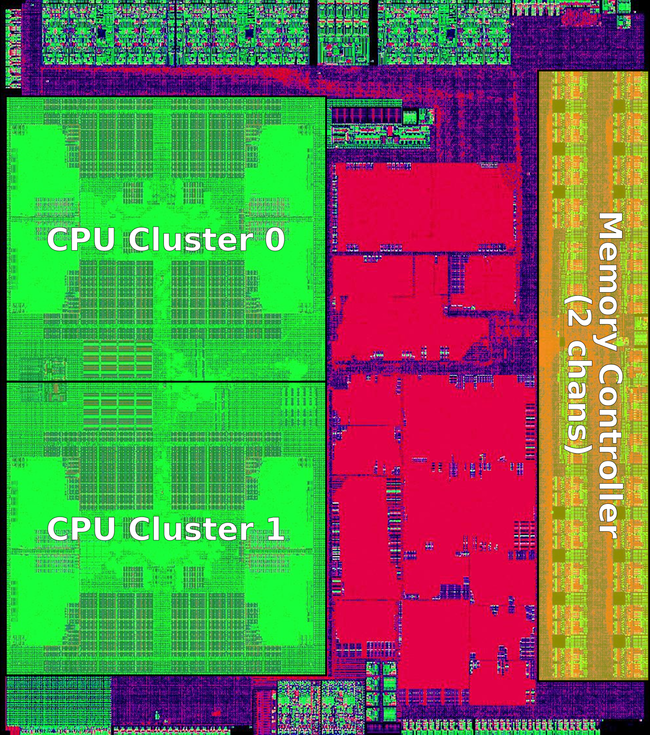 CPU Cluster 0
CPU Cluster 1
Memory Controller
(2 chans)